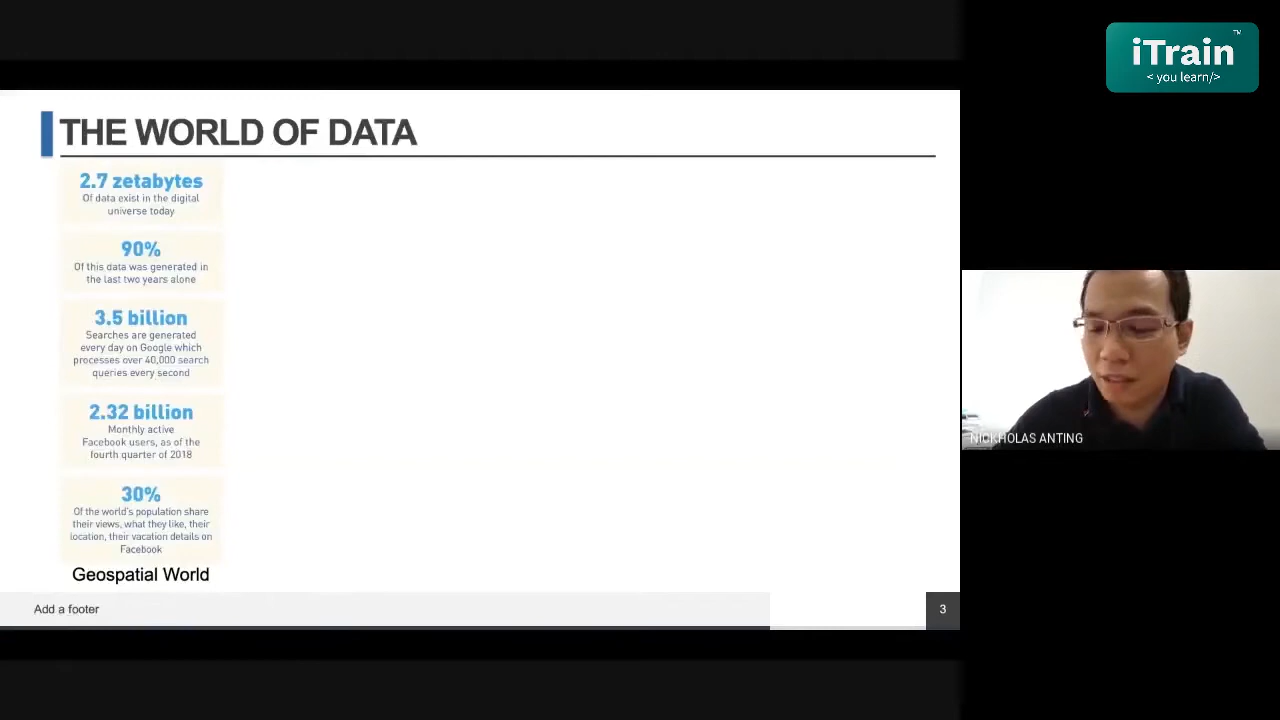 iTrain™
< you learn/>
THE WORLD OF DATA
2.7 zetabytes
Of data exist in the digital
universe today
90%
Of this data was generated in
the last two years alone
3.5 billion
Searches are generated
every day on Google which
processes over 40,000 search
queries every second
2.32 billion
Monthly active
Facebook users, as of the
fourth quarter of 2018
30%
Of the world's population share
their views, what they like, their
location, their vacation details on
Facebook
Geospatial World
Add a footer
3
NICKHOLAS ANTING